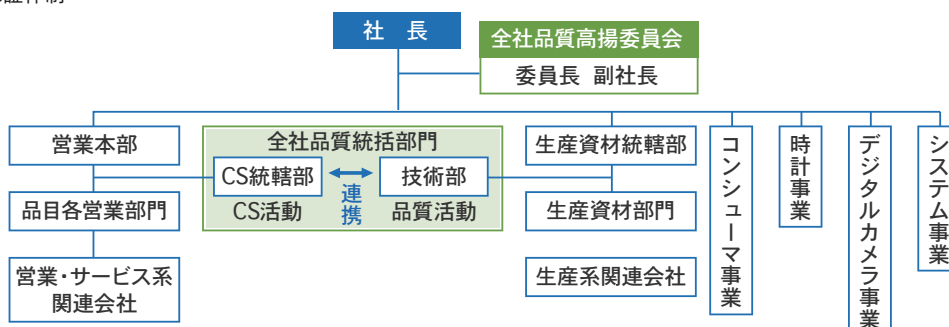 社 長
全社品質高揚委員会
委員長 副社長
営業本部
全社品質統括部門
CS統轄部
連携
技術部
CS活動
品質活動
生産資材統轄部
品目各営業部門
生産資材部門
営業・サービス系
関連会社
生産系関連会社
コンシューマ事業
時計事業
デジタルカメラ事業
システム事業